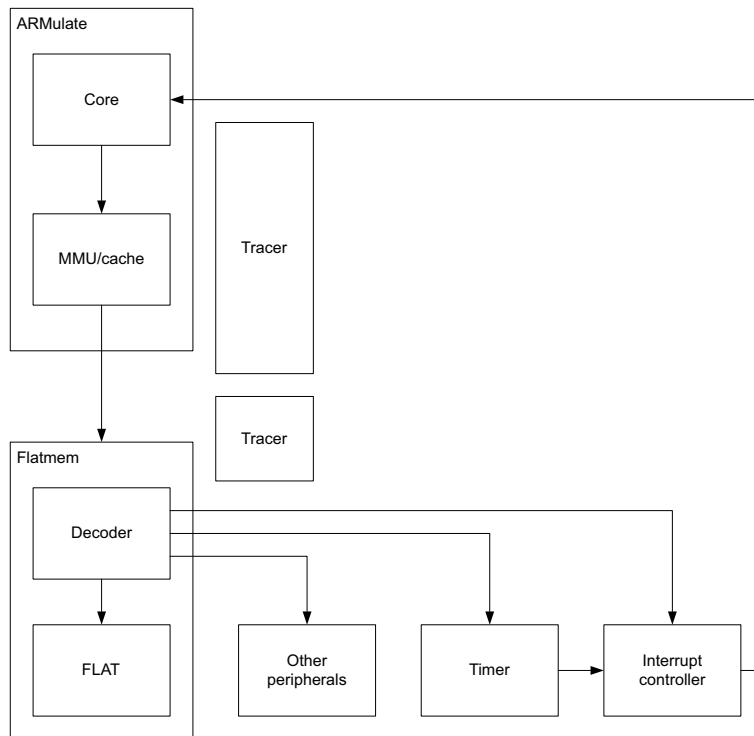 ARMulate
Core
MMU/cache
Tracer
Tracer
Flatmem
Decoder
FLAT
Other
peripherals
Timer
Interrupt
controller